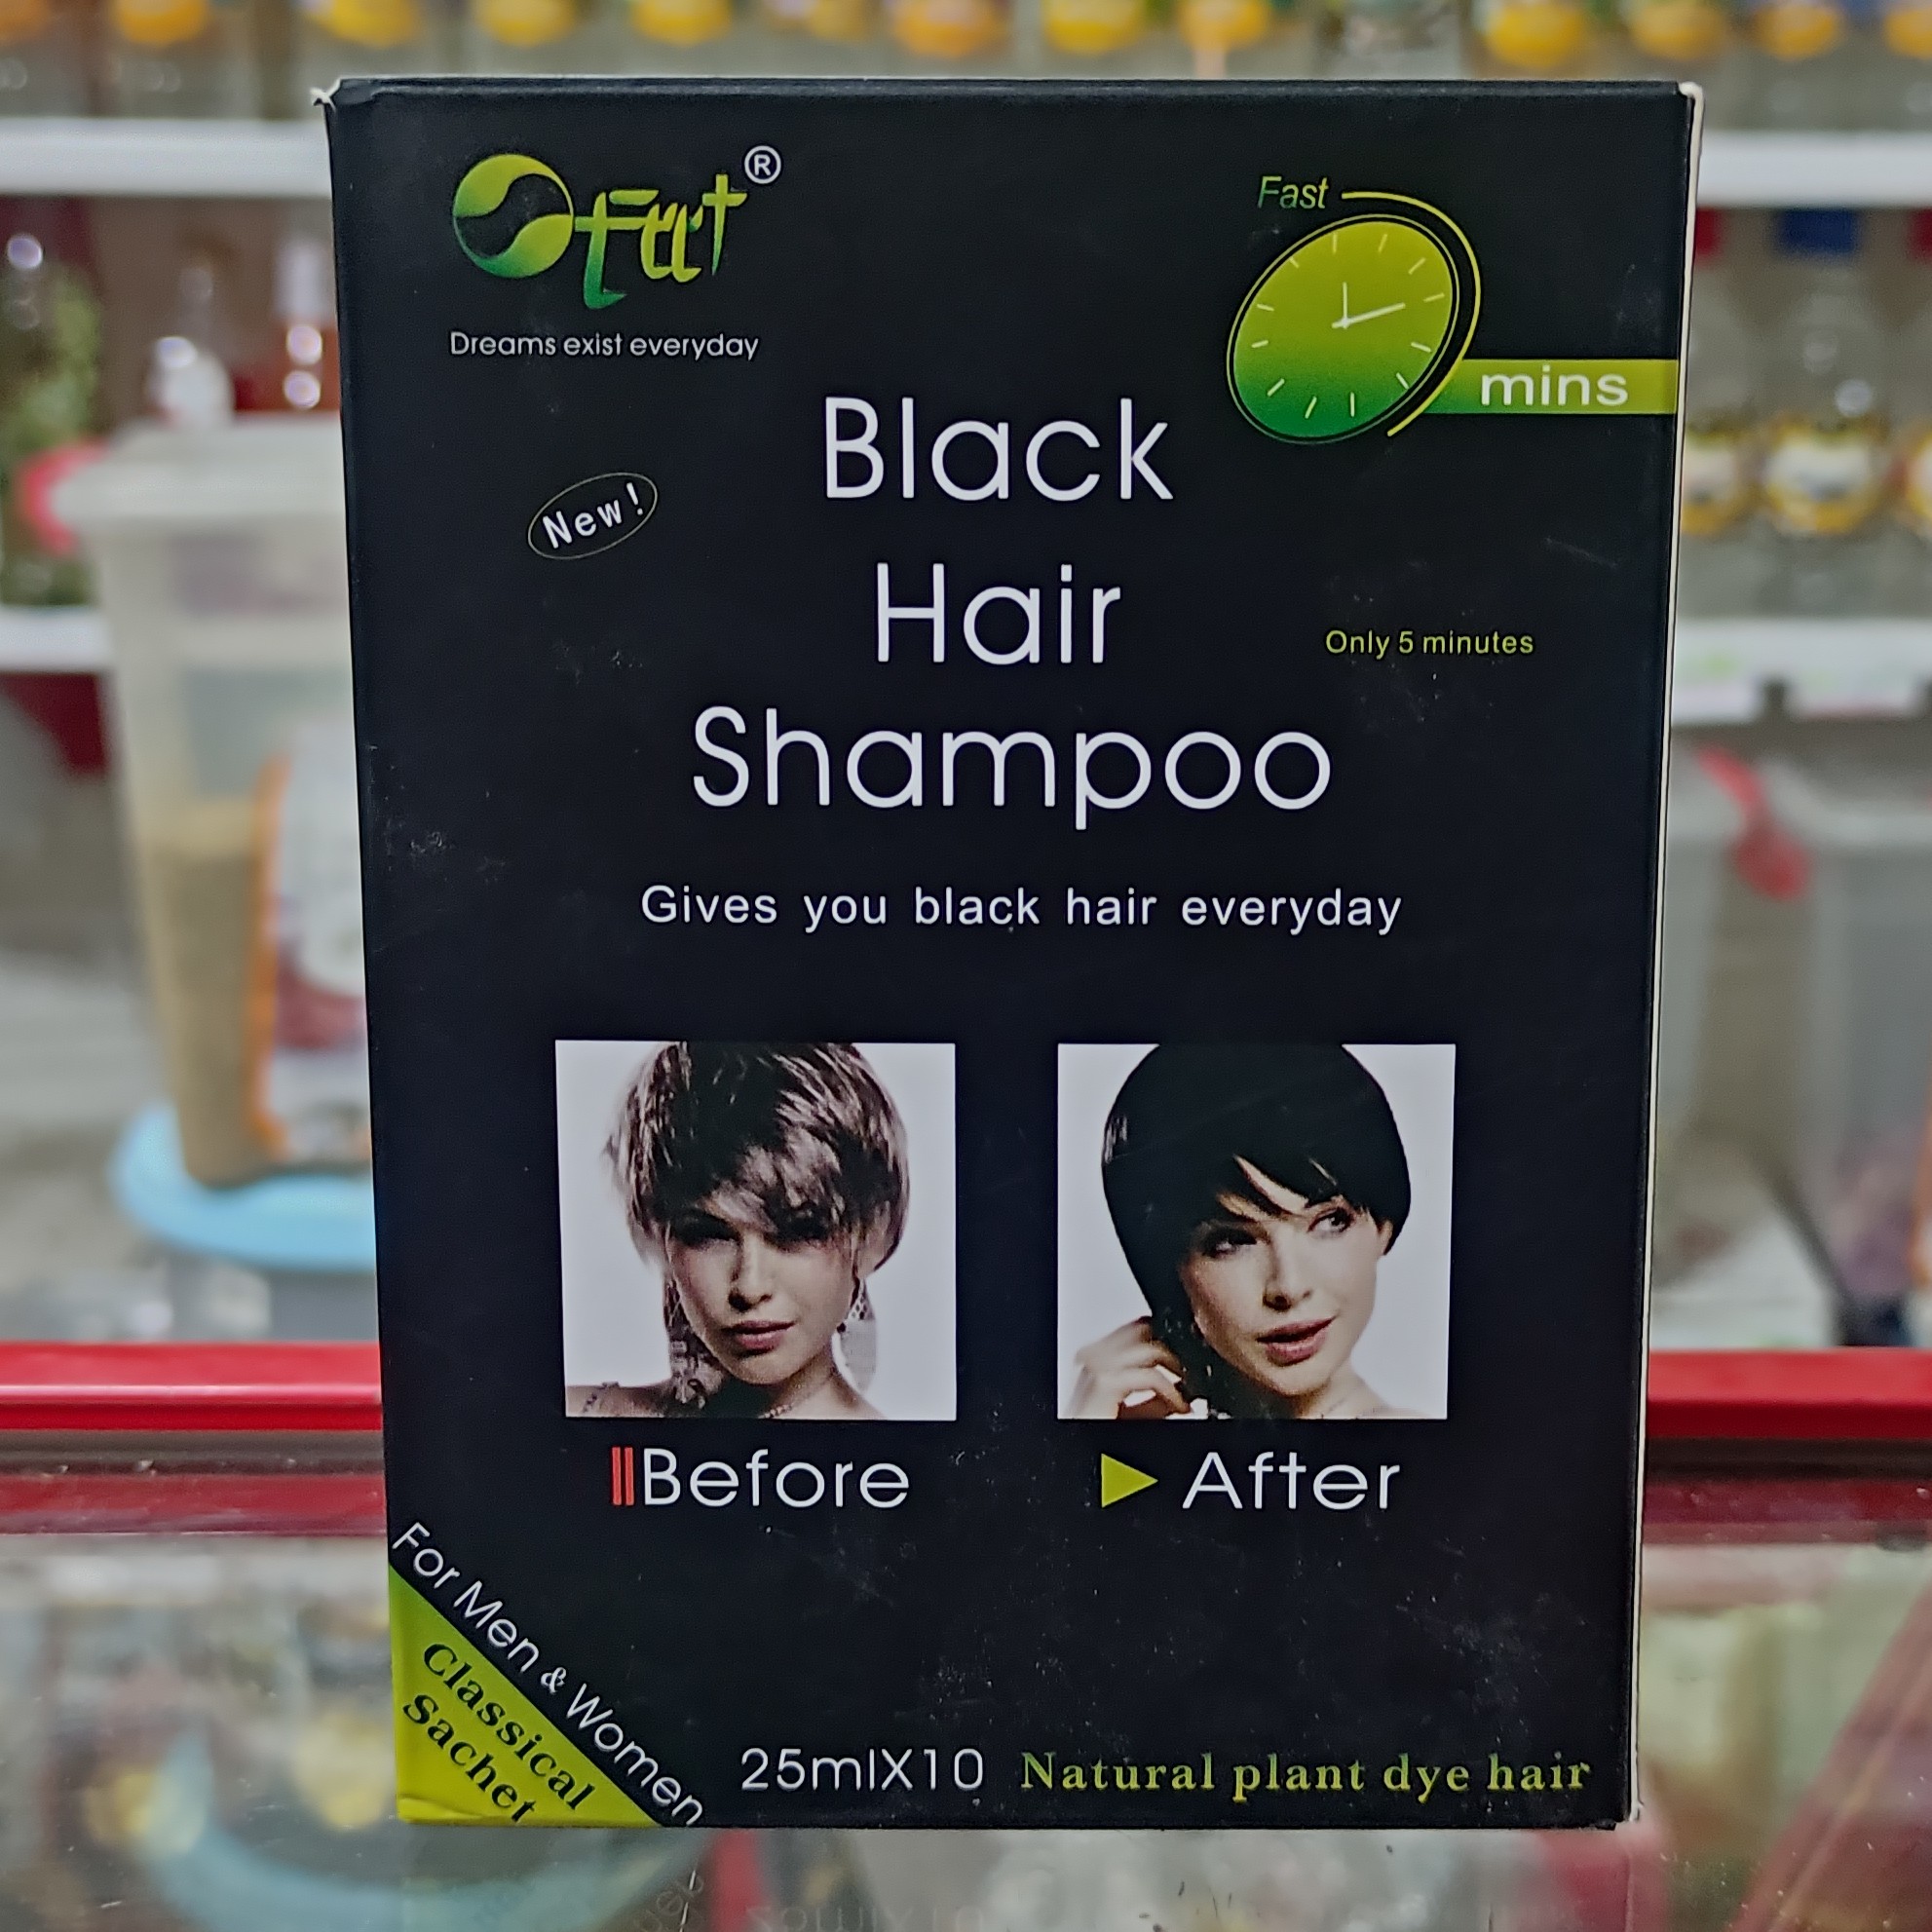 ®
Dreams exist everyday
Fast
mins
New!
Black
Hair
Shampoo
Only 5 minutes
Gives you black hair everyday
Before
After
For Men & Women
Classical
Sachet
25mlX10 Natural plant dye hair